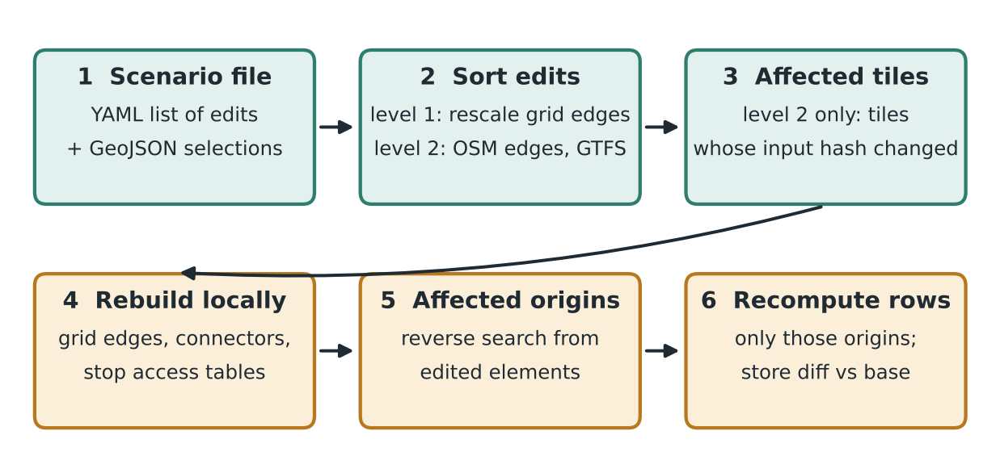 1 Scenario file
YAML list of edits
+ GeoJSON selections
2 Sort edits
level 1: rescale grid edges
level 2: OSM edges, GTFS
3 Affected tiles
level 2 only: tiles
whose input hash changed
4 Rebuild locally
grid edges, connectors,
stop access tables
5 Affected origins
reverse search from
edited elements
6 Recompute rows
only those origins;
store diff vs base